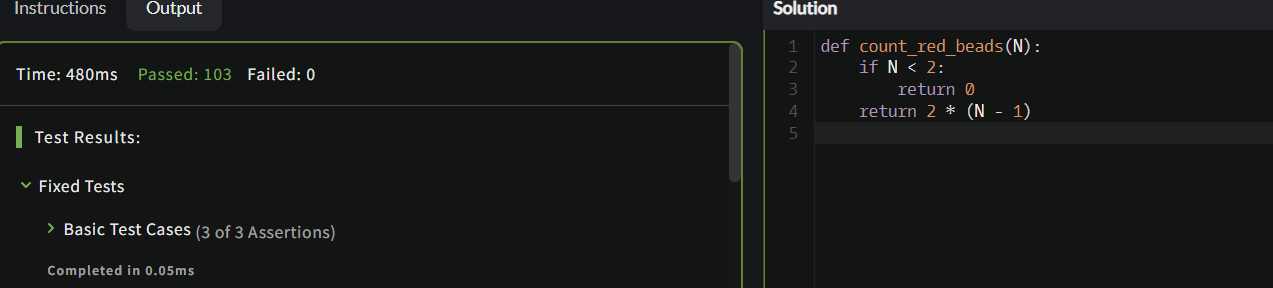 Instructions Output
Time: 480ms Passed: 103 Failed: 0
Test Results:
Fixed Tests
Basic Test Cases (3 of 3 Assertions)
Completed in 0.05ms
Solution
1 def count_red_beads(N):
2     if N < 2:
3         return 0
4     return 2 * (N - 1)
5